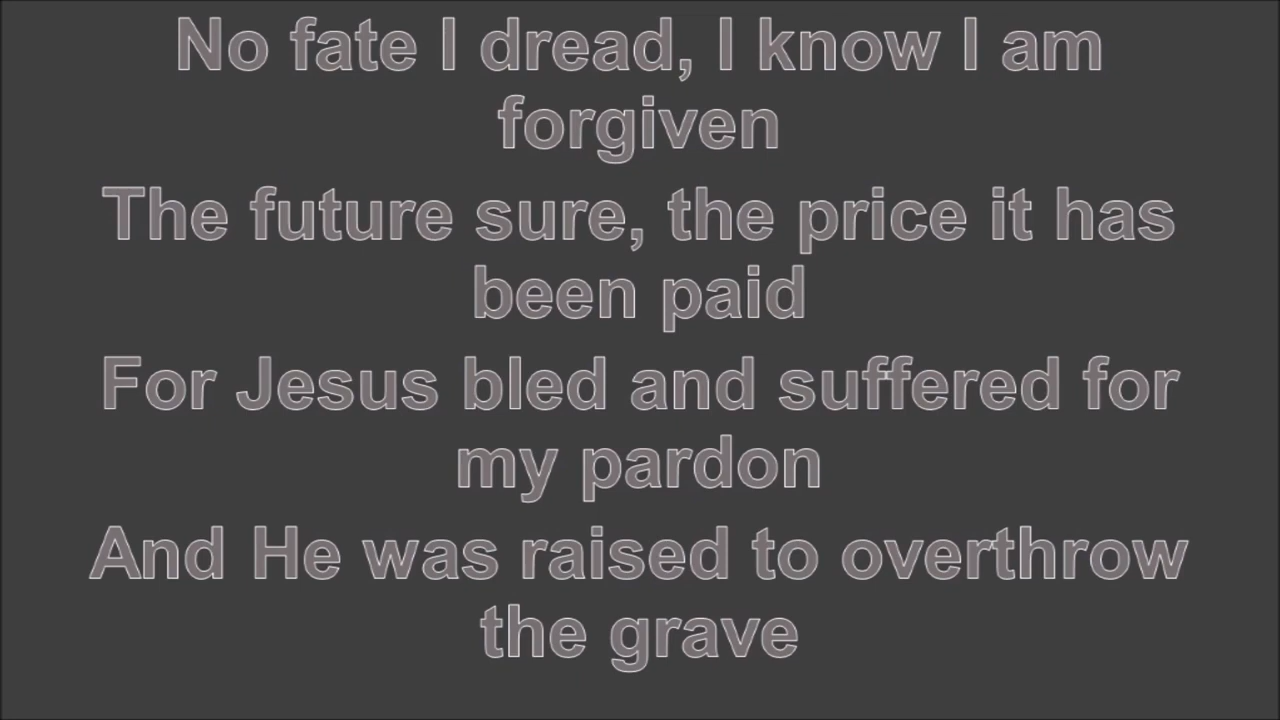 No fate I dread, I know I am
forgiven
The future sure, the price it has
been paid
For Jesus bled and suffered for
my pardon
And He was raised to overthrow
the grave